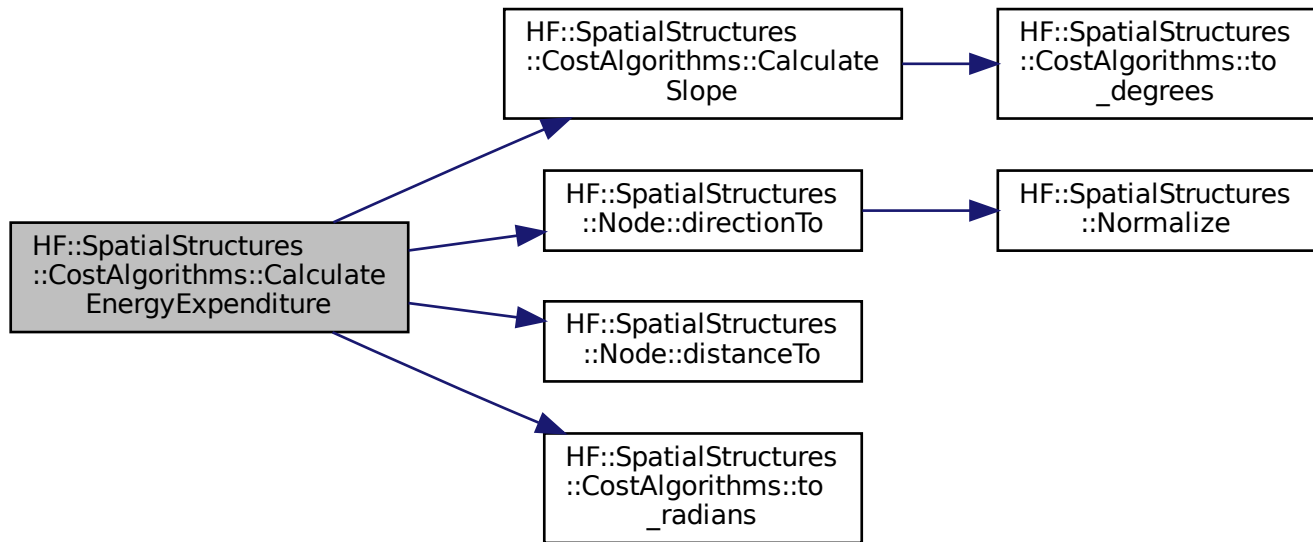 HF::SpatialStructures
::CostAlgorithms::Calculate
EnergyExpenditure
HF::SpatialStructures
::CostAlgorithms::Calculate
Slope
HF::SpatialStructures
::CostAlgorithms::to
_degrees
HF::SpatialStructures
::Node::directionTo
HF::SpatialStructures
::Normalize
HF::SpatialStructures
::Node::distanceTo
HF::SpatialStructures
::CostAlgorithms::to
_radians